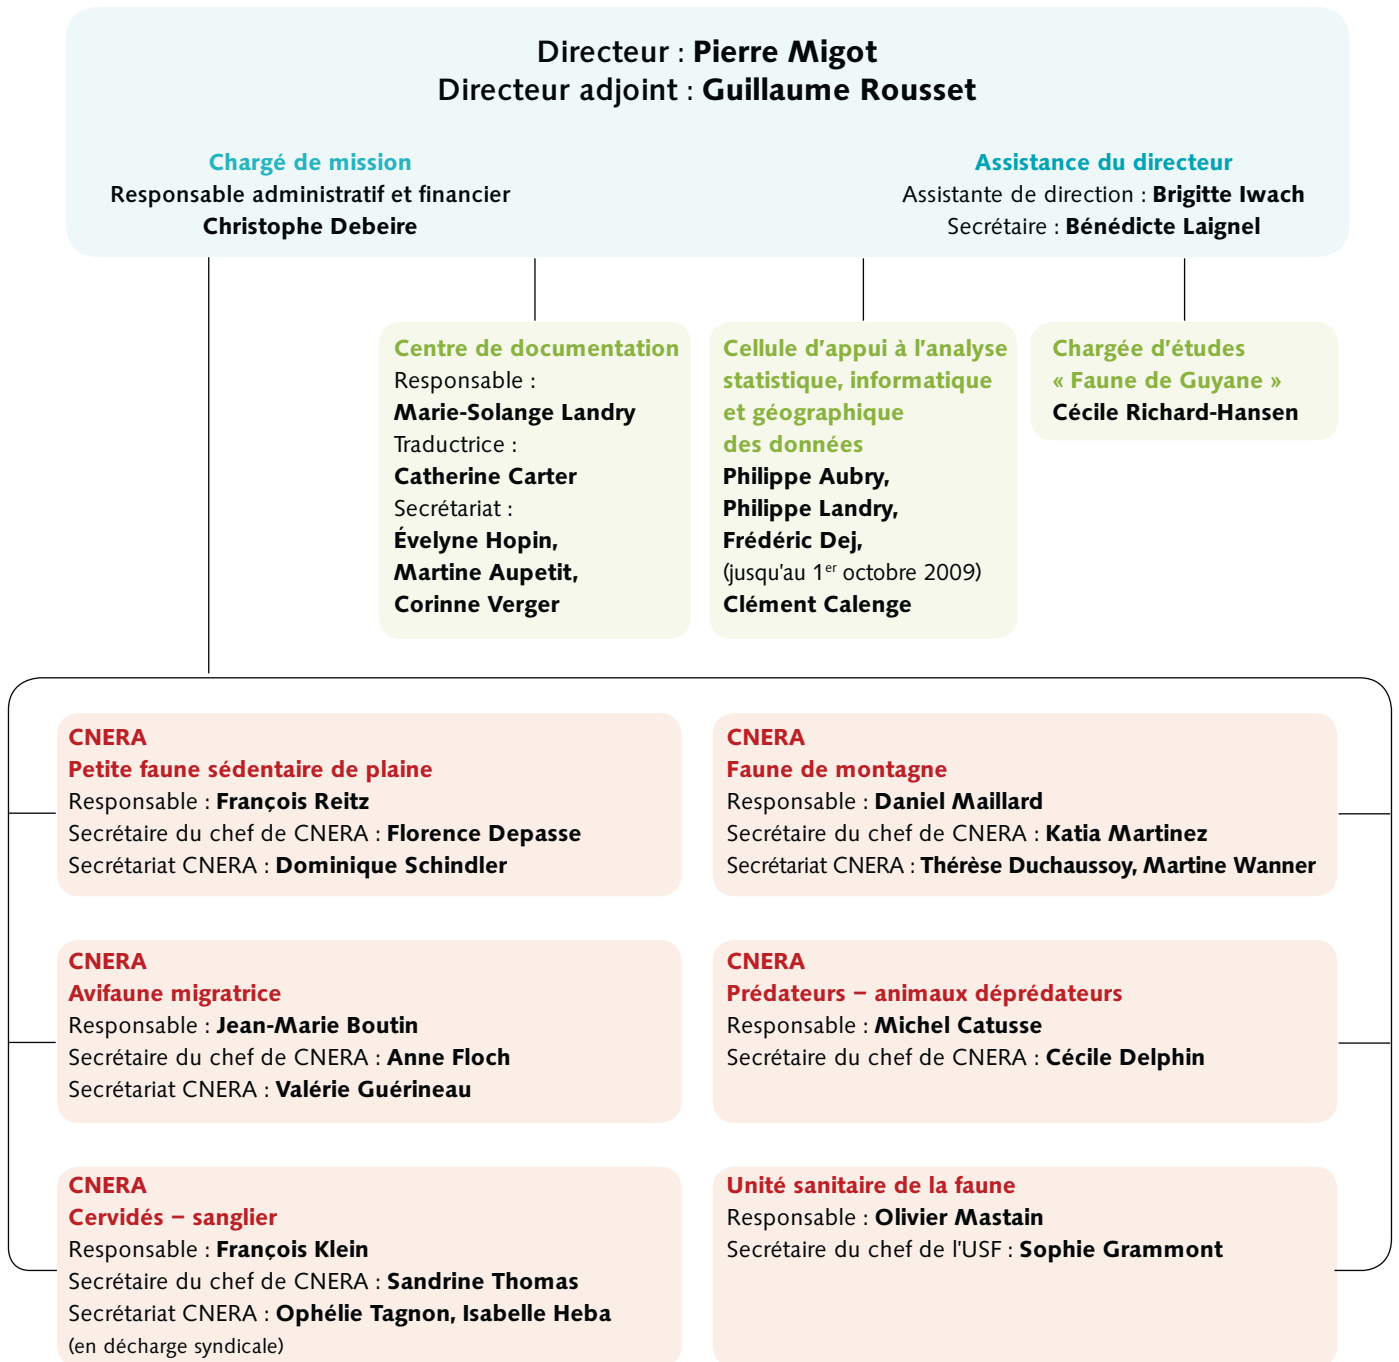 Directeur : Pierre Migot
Directeur adjoint : Guillaume Rousset
Chargé de mission
Responsable administratif et financier
Christophe Debeire
Assistance du directeur
Assistante de direction : Brigitte Iwach
Secrétaire : Bénédicte Laignel
Centre de documentation
Responsable :
Marie-Solange Landry
Traductrice :
Catherine Carter
Secrétariat :
Évelyne Hopin,
Martine Aupetit,
Corinne Verger
Cellule d'appui à l'analyse
statistique, informatique
et géographique
des données
Philippe Aubry,
Philippe Landry,
Frédéric Dej,
(jusqu'au 1er octobre 2009)
Clément Calenge
Chargée d'études
« Faune de Guyane »
Cécile Richard-Hansen
CNERA
Petite faune sédentaire de plaine
Responsable : François Reitz
Secrétaire du chef de CNERA : Florence Depasse
Secrétariat CNERA : Dominique Schindler
CNERA
Faune de montagne
Responsable : Daniel Maillard
Secrétaire du chef de CNERA : Katia Martinez
Secrétariat CNERA : Thérèse Duchaussoy, Martine Wanner
CNERA
Avifaune migratrice
Responsable : Jean-Marie Boutin
Secrétaire du chef de CNERA : Anne Floch
Secrétariat CNERA : Valérie Guérineau
CNERA
Prédateurs – animaux déprédateurs
Responsable : Michel Catusse
Secrétaire du chef de CNERA : Cécile Delphin
CNERA
Cervidés – sanglier
Responsable : François Klein
Secrétaire du chef de CNERA : Sandrine Thomas
Secrétariat CNERA : Ophélie Tagnon, Isabelle Heba
(en décharge syndicale)
Unité sanitaire de la faune
Responsable : Olivier Mastain
Secrétaire du chef de l'USF : Sophie Grammont